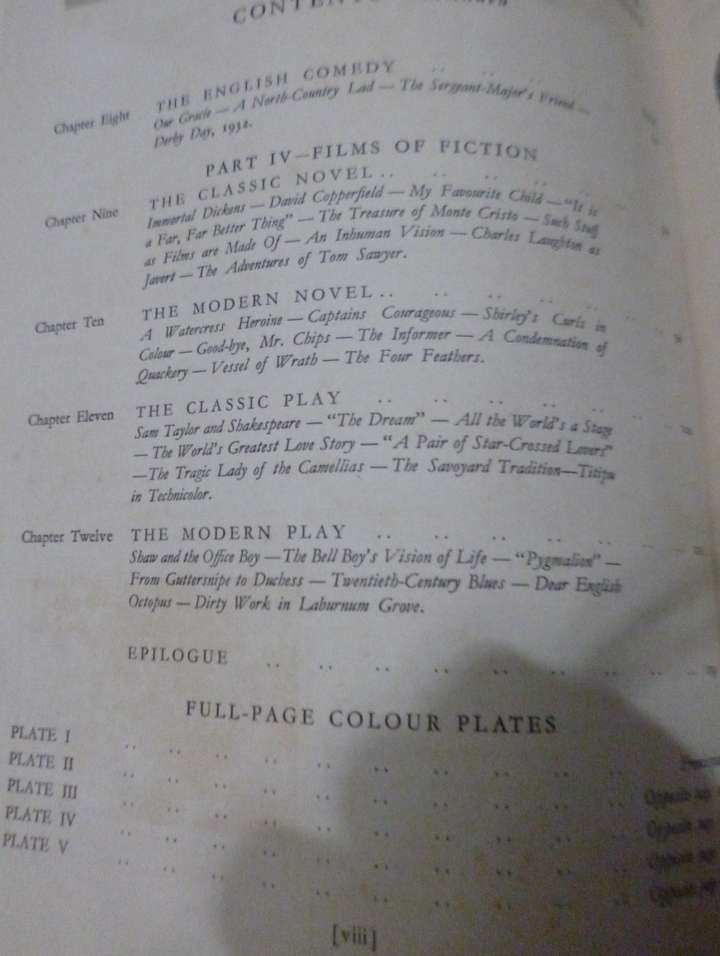 CONTENTS
Chapter Eight THE ENGLISH COMEDY .. .. .. ..
Our Gracie — A North-Country Lad — The Sergeant-Major's Friend —
Derby Day, 1932.
PART IV—FILMS OF FICTION
Chapter Nine THE CLASSIC NOVEL .. .. .. .. ..
Immortal Dickens — David Copperfield — My Favourite Child — "It is
a Far, Far Better Thing" — The Treasure of Monte Cristo — Such Stuff
as Films are Made Of — An Inhuman Vision — Charles Laughton as
Javert — The Adventures of Tom Sawyer.
Chapter Ten THE MODERN NOVEL .. .. .. .. ..
A Watercress Heroine — Captains Courageous — Shirley's Curls in
Colour — Good-bye, Mr. Chips — The Informer — A Condemnation of
Quackery — Vessel of Wrath — The Four Feathers.
Chapter Eleven THE CLASSIC PLAY .. .. .. .. ..
Sam Taylor and Shakespeare — "The Dream" — All the World's a Stage
— The World's Greatest Love Story — "A Pair of Star-Crossed Lovers"
—The Tragic Lady of the Camellias — The Savoyard Tradition—Titipu
in Technicolor.
Chapter Twelve THE MODERN PLAY .. .. .. .. ..
Shaw and the Office Boy —The Bell Boy's Vision of Life — "Pygmalion" —
From Guttersnipe to Duchess — Twentieth-Century Blues — Dear English
Octopus — Dirty Work in Laburnum Grove.
EPILOGUE .. .. .. .. .. .. .. ..
FULL-PAGE COLOUR PLATES
PLATE I .. .. .. .. .. .. .. .. ..
PLATE II .. .. .. .. .. .. .. .. .. Opposite
PLATE III .. .. .. .. .. .. .. .. .. Opposite
PLATE IV .. .. .. .. .. .. .. .. .. Opposite
PLATE V .. .. .. .. .. .. .. .. .. Opposite
[viii]